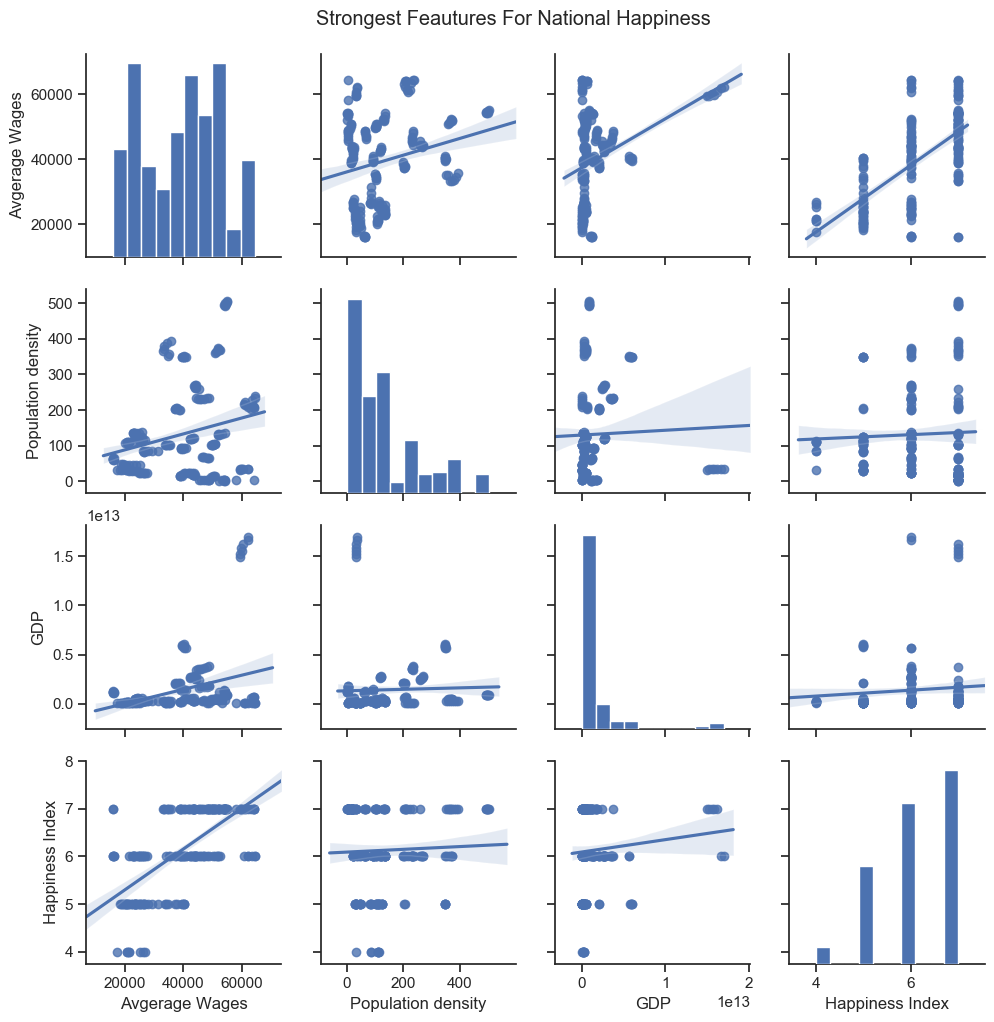 Strongest Feautures For National Happiness
Avgerage Wages
60000
40000
20000
Population density
500
400
300
200
100
0
1e13
GDP
1.5
1.0
0.5
0.0
Happiness Index
8
7
6
5
4
20000 40000 60000
Avgerage Wages
0 200 400
Population density
0 1 2
1e13
GDP
4 6
Happiness Index